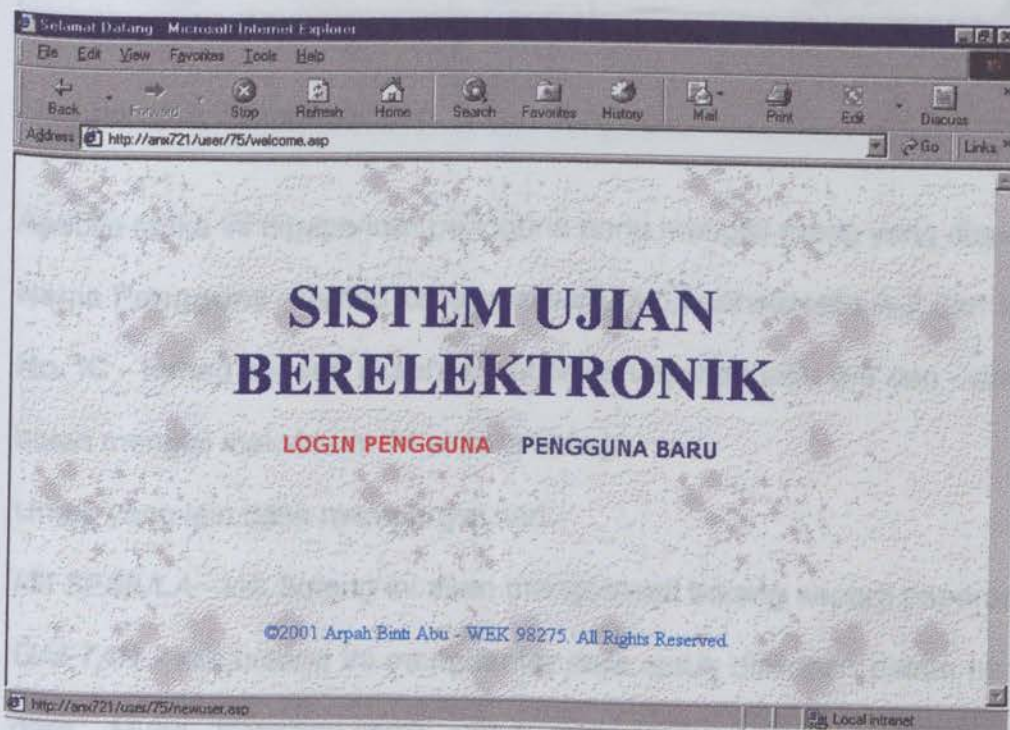 Selamat Datang - Microsoft Internet Explorer
File Edit View Favorites Tools Help
Back Forward Stop Refresh Home Search Favorites History Mail Print Edit Discuss
Address http://anx721/user/75/welcome.asp Go Links
SISTEM UJIAN
BERELEKTRONIK
LOGIN PENGGUNA PENGGUNA BARU
©2001 Arpah Binti Abu - WEK 98275. All Rights Reserved.
http://anx721/user/75/newuser.asp Local intranet